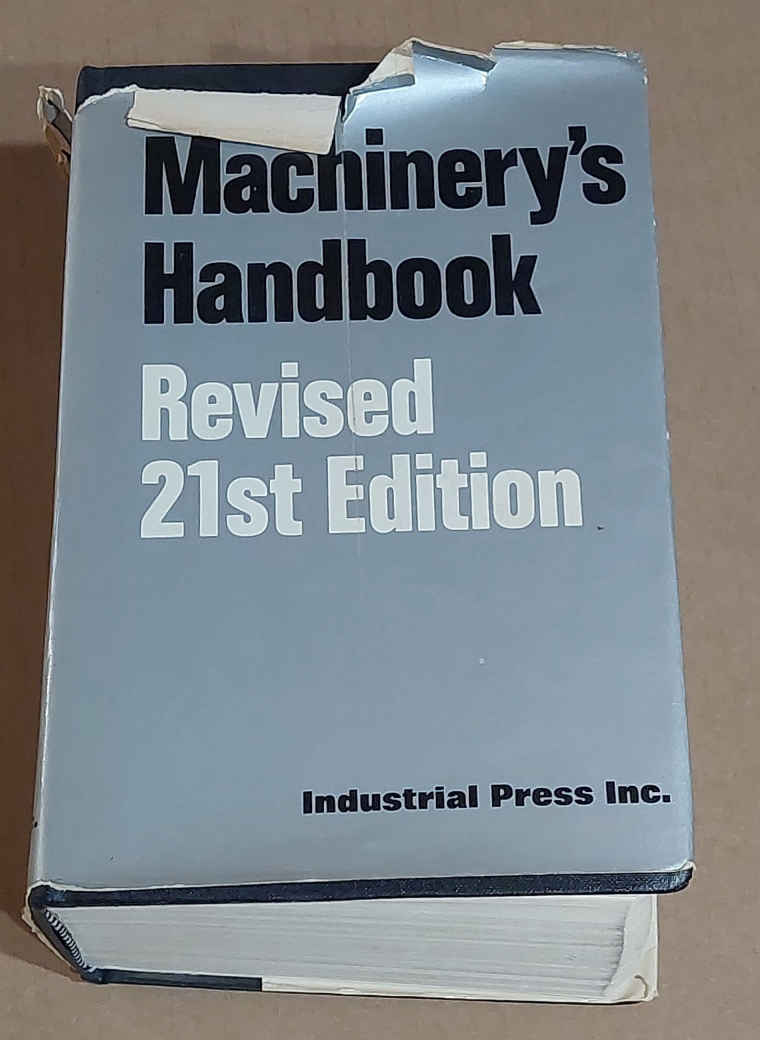 Machinery's
Handbook
Revised
21st Edition
Industrial Press Inc.